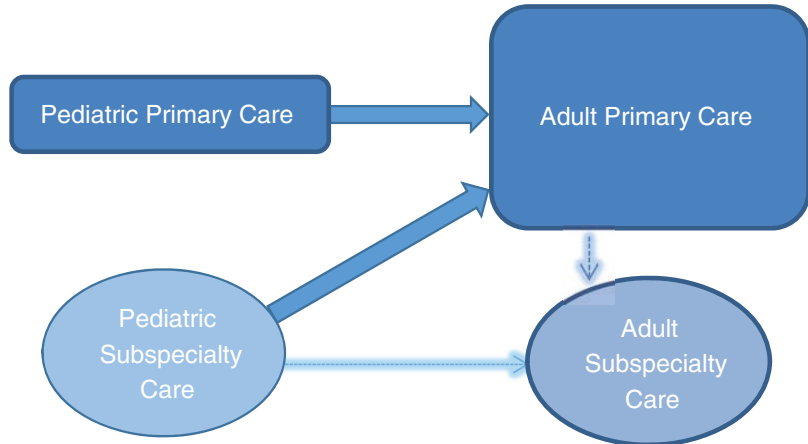 Pediatric Primary Care
Adult Primary Care
Pediatric
Subspecialty
Care
Adult
Subspecialty
Care